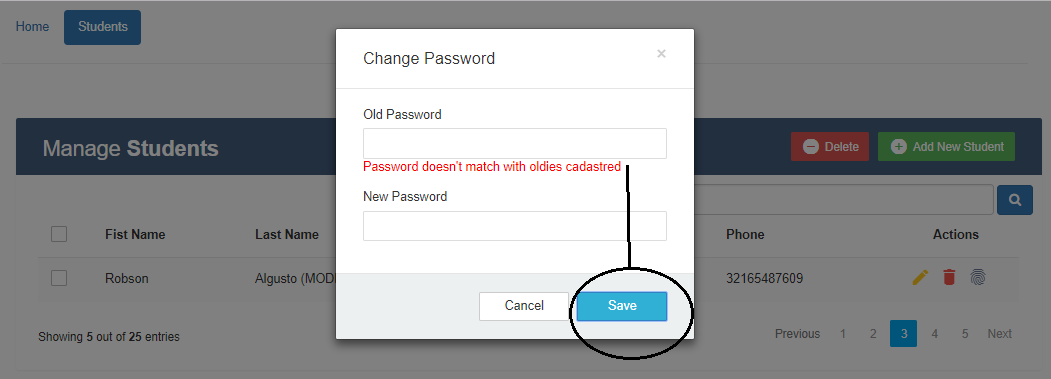 Home Students
Change Password ×
Old Password
Password doesn't match with oldies cadastred
New Password
Cancel Save
Manage Students Delete Add New Student
Fist Name Last Name Phone Actions
Robson Algusto (MOD 32165487609
Showing 5 out of 25 entries Previous 1 2 3 4 5 Next